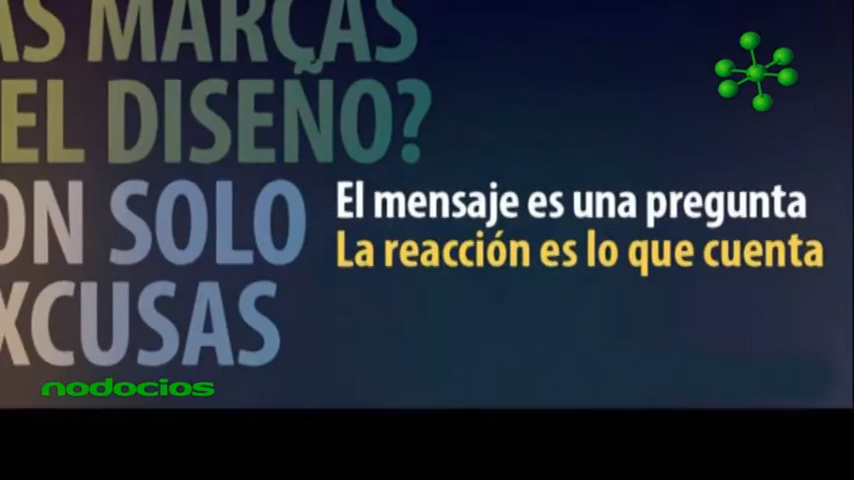 AS MARCAS
EL DISEÑO?
ON SOLO
XCUSAS
El mensaje es una pregunta
La reacción es lo que cuenta
nodocios